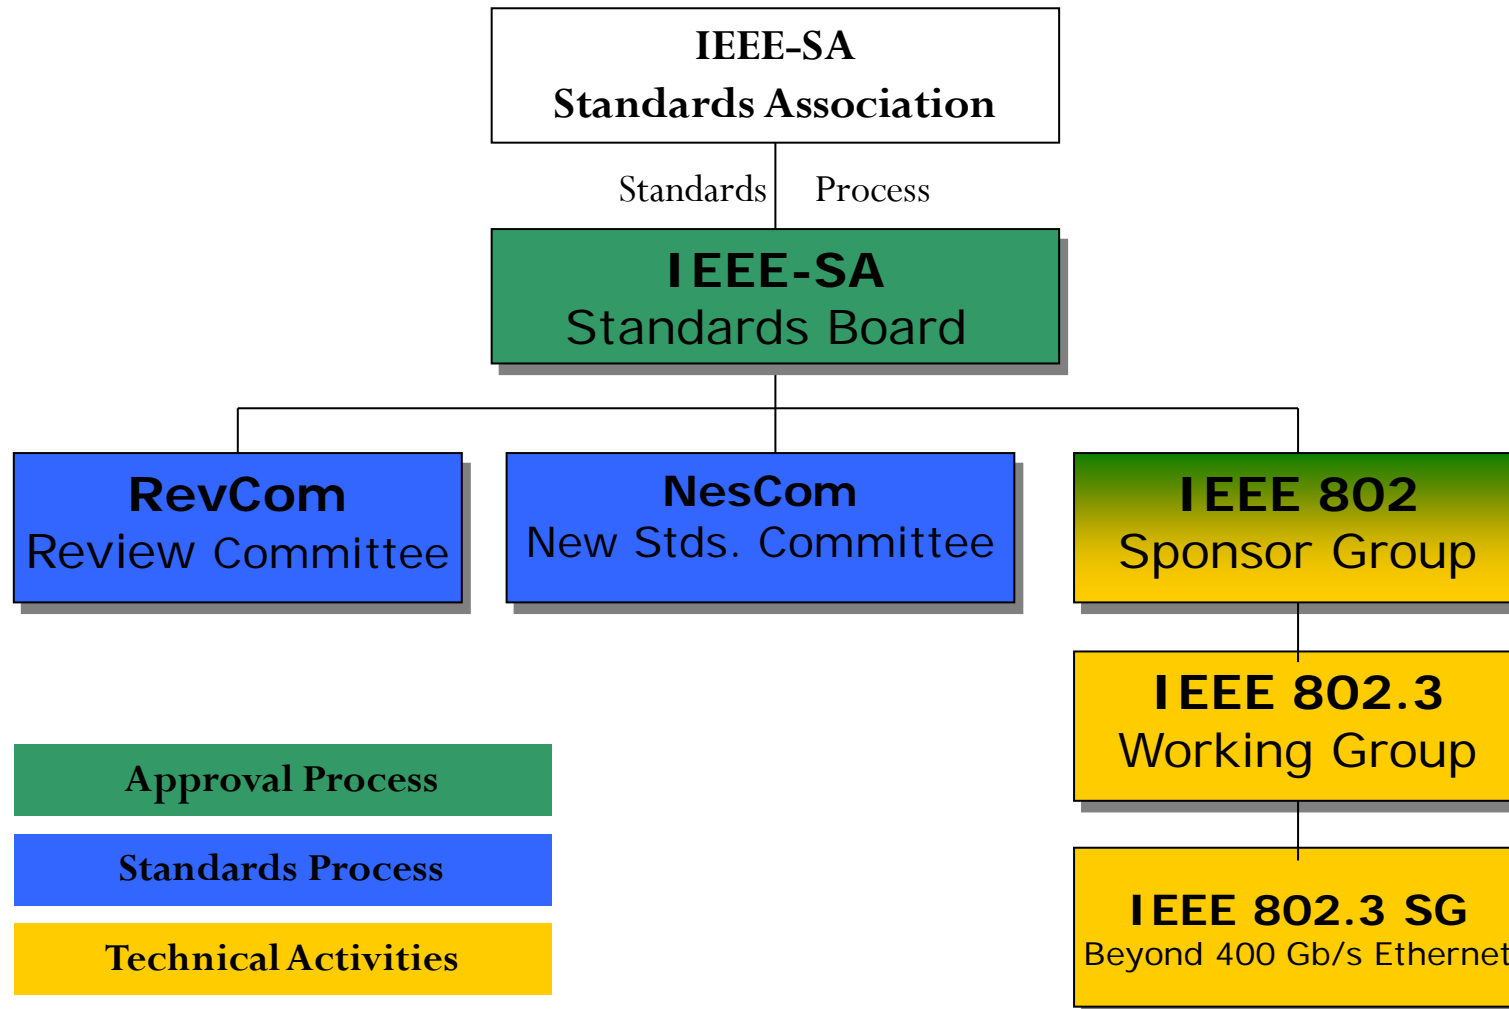 IEEE-SA
Standards Association
Standards Process
IEEE-SA
Standards Board
RevCom
Review Committee
NesCom
New Stds. Committee
IEEE 802
Sponsor Group
IEEE 802.3
Working Group
IEEE 802.3 SG
Beyond 400 Gb/s Ethernet
Approval Process
Standards Process
Technical Activities